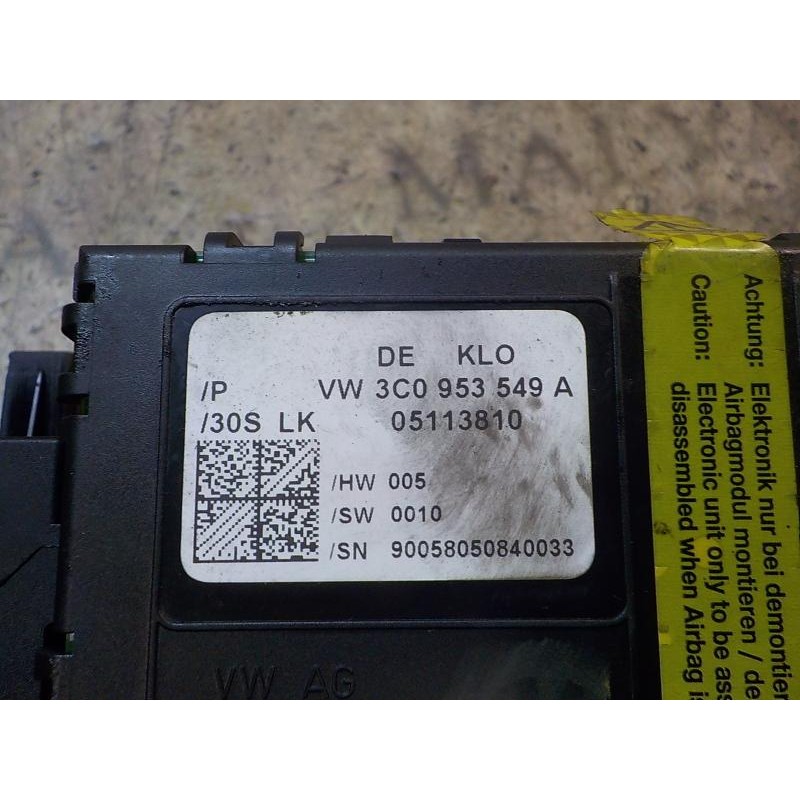 DE KLO
/P VW 3C0 953 549 A
/30S LK 05113810
/HW 005
/SW 0010
/SN 90058050840033
VW AG
Achtung: Elektronik nur bei demontier
Airbagmodul montieren / de
Caution: Electronic unit only to be ass
disassembled when Airbag is